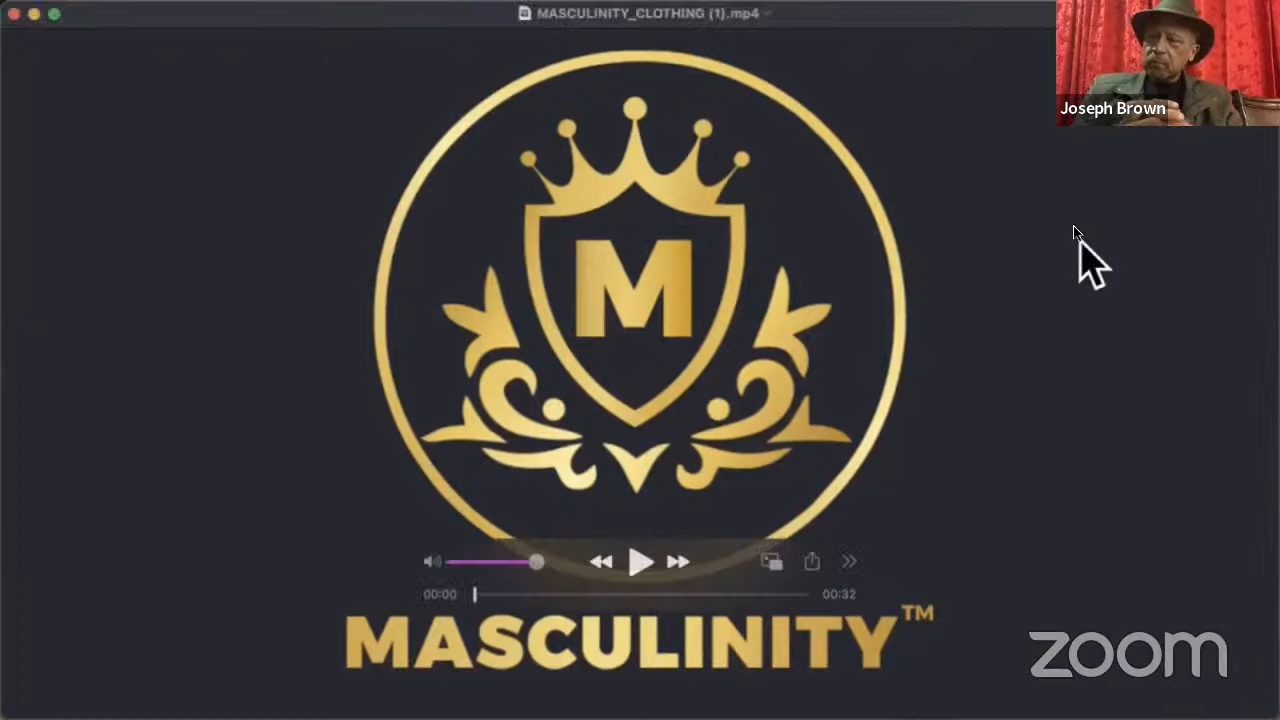 MASCULINITY_CLOTHING (1).mp4
Joseph Brown
M
00:00
00:32
MASCULINITY™
zoom